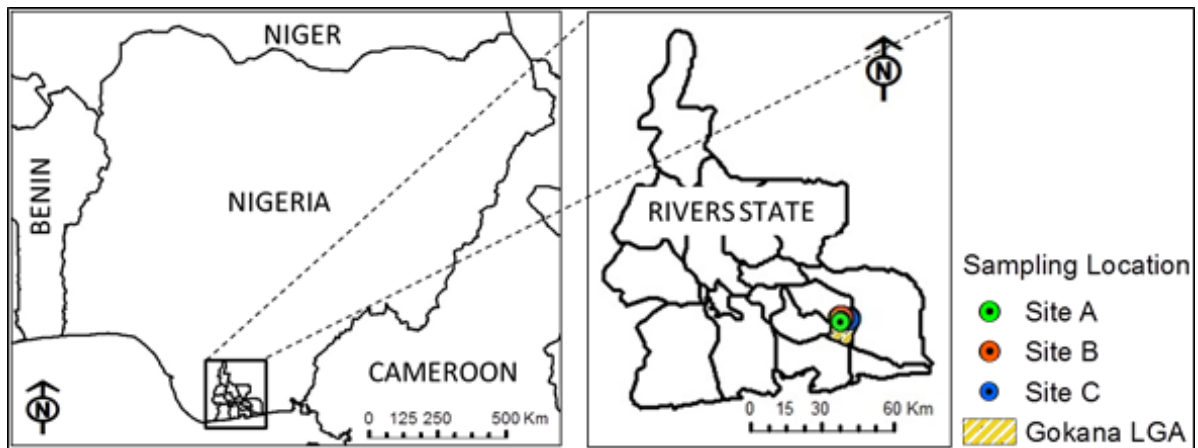 NIGER
BENIN
NIGERIA
CAMEROON
N
0 125 250 500 Km
N
RIVERS STATE
0 15 30 60 Km
Sampling Location
Site A
Site B
Site C
Gokana LGA